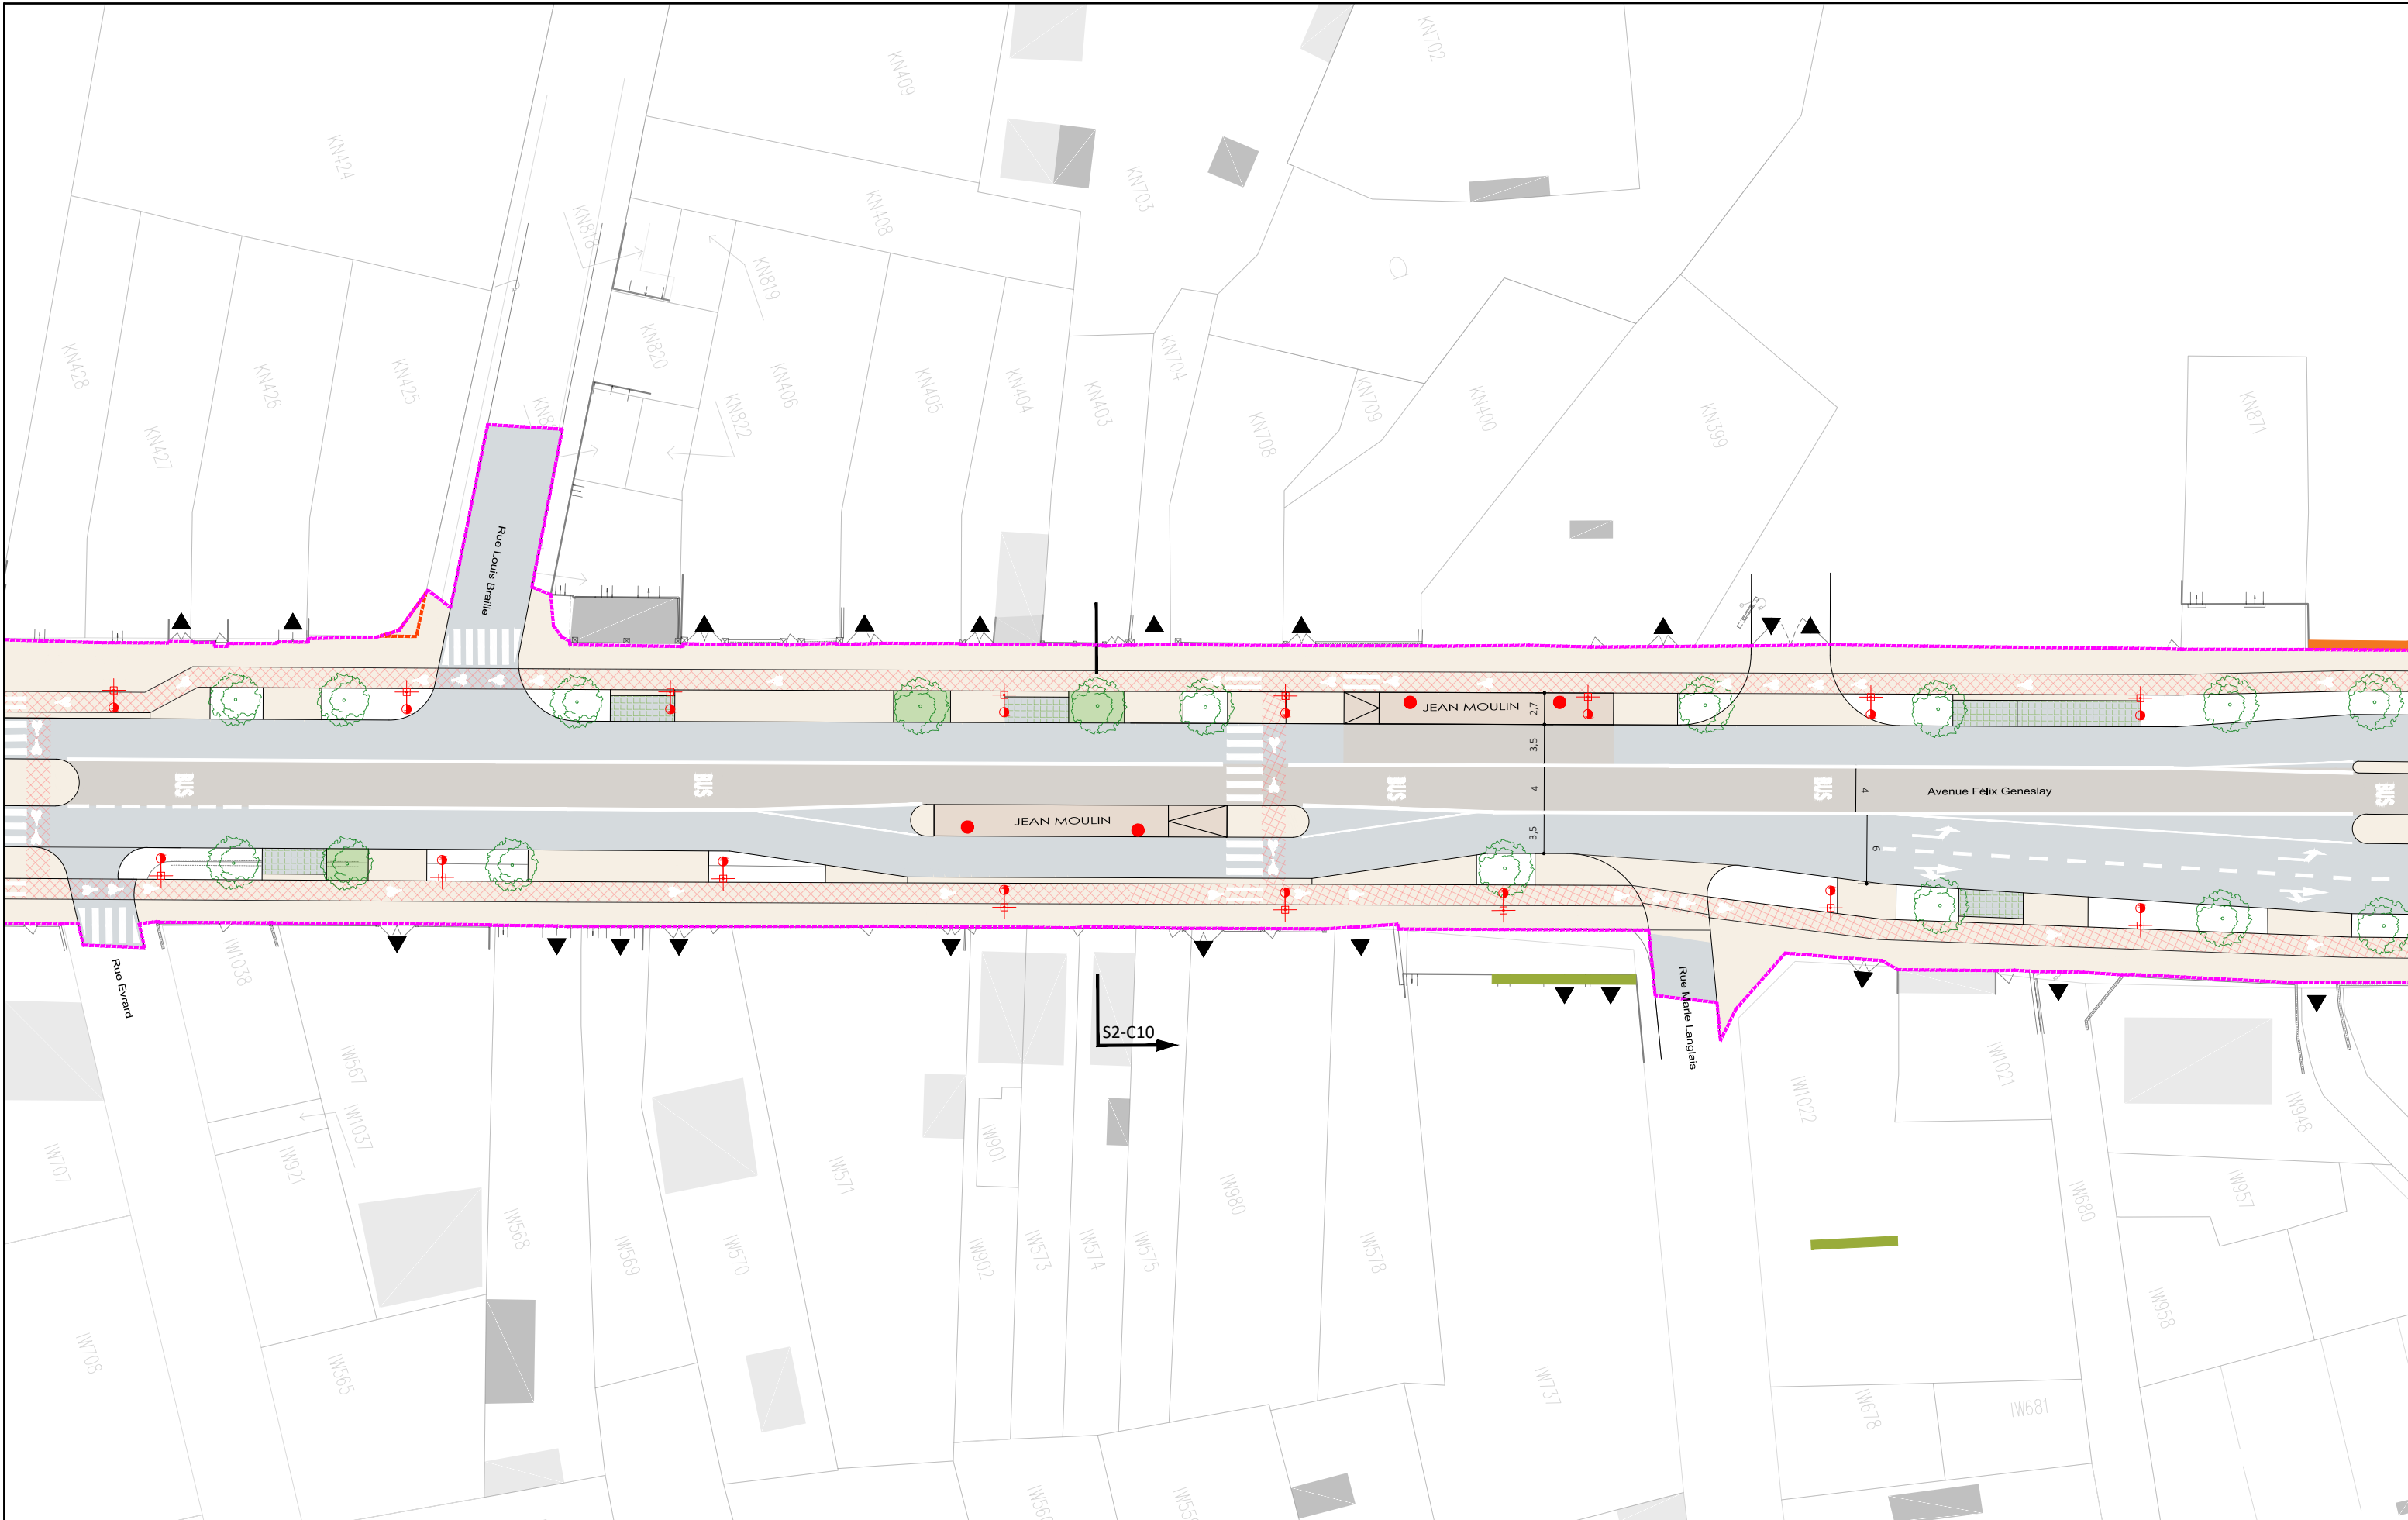 KN702
KN409
KN424
KN703
KN408
KN818
KN819
KN428
KN820
KN704
KN426
KN425
KN406
KN405
KN404
KN403
KN709
KN400
KN871
KN427
KN822
KN708
KN399
Rue Louis Braille
JEAN MOULIN
2,7
3,5
BUS
BUS
BUS
BUS
BUS
4
4
Avenue Félix Geneslay
JEAN MOULIN
3,5
6
IW1038
Rue Evrard
Rue Marie Langlais
S2-C10
IW567
IW1021
IW1022
IW1037
IW948
IW707
IW921
IW901
IW571
IW980
IW680
IW957
IW568
IW569
IW570
IW902
IW573
IW574
IW575
IW578
IW958
IW708
IW565
IW737
IW678
IW681